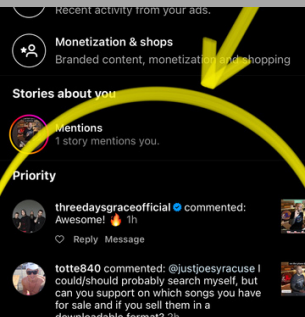 Recent activity from your ads.
Monetization & shops
Branded content, monetization and shopping
Stories about you
Mentions
1 story mentions you.
Priority
threedaysgraceofficial commented:
Awesome! 🔥 1h
Reply Message
totte840 commented: @justjoesyracuse I
could/should probably search myself, but
can you support on which songs you have
for sale and if you sell them in a
downloadable format? 2h